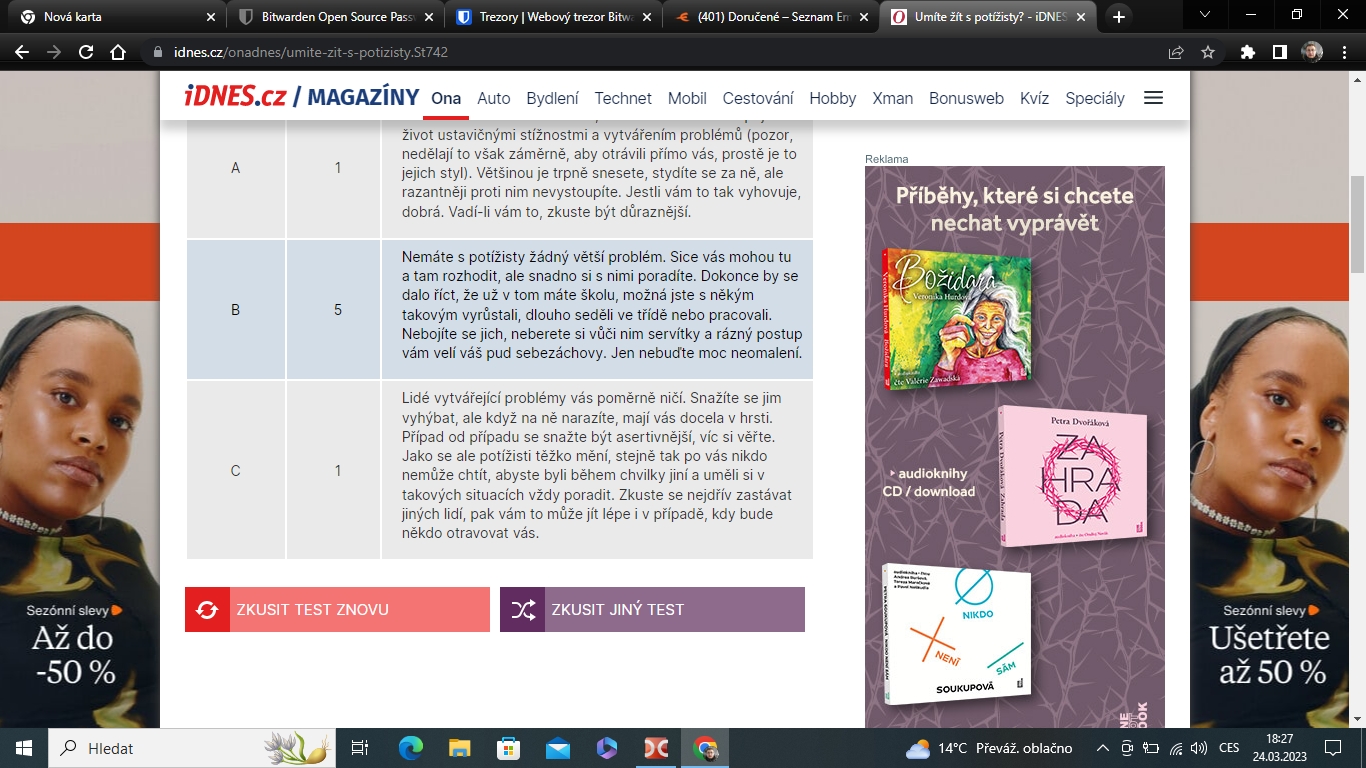 Nová karta
Bitwarden Open Source Passw
Trezory | Webový trezor Bitwa
(401) Doručené – Seznam Em
Umíte žít s potížisty? - iDNES
idnes.cz/onadnes/umite-zit-s-potizisty.St742
iDNES.cz / MAGAZÍNY
Ona
Auto
Bydlení
Technet
Mobil
Cestování
Hobby
Xman
Bonusweb
Kvíz
Speciály
život ustavičnými stížnostmi a vytvářením problémů (pozor,
nedělají to však záměrně, aby otrávili přímo vás, prostě je to
A
1
jejich styl). Většinou je trpně snesete, stydíte se za ně, ale
razantněji proti nim nevystoupíte. Jestli vám to tak vyhovuje,
dobrá. Vadí-li vám to, zkuste být důraznější.
Nemáte s potížisty žádný větší problém. Sice vás mohou tu
a tam rozhodit, ale snadno si s nimi poradíte. Dokonce by se
dalo říct, že už v tom máte školu, možná jste s někým
B
5
takovým vyrůstali, dlouho seděli ve třídě nebo pracovali.
Nebojíte se jich, neberete si vůči nim servítky a rázný postup
vám velí váš pud sebezáchovy. Jen nebuďte moc neomalení.
Lidé vytvářející problémy vás poměrně ničí. Snažíte se jim
vyhýbat, ale když na ně narazíte, mají vás docela v hrsti.
Případ od případu se snažte být asertivnější, víc si věřte.
Jako se ale potížisti těžko mění, stejně tak po vás nikdo
C
1
nemůže chtít, abyste byli během chvilky jiní a uměli si v
takových situacích vždy poradit. Zkuste se nejdřív zastávat
jiných lidí, pak vám to může jít lépe i v případě, kdy bude
někdo otravovat vás.
ZKUSIT TEST ZNOVU
ZKUSIT JINÝ TEST
Reklama
Příběhy, které si chcete
nechat vyprávět
Božidara
Veronika Hurdová
čte Valérie Zawadská
Petra Dvořáková
ZA
HRA
DA
audioknihy
CD / download
NIKDO
NENÍ
SÁM
SOUKUPOVÁ
Sezónní slevy
Až do
-50 %
Sezónní slevy
Ušetřete
až 50 %
Hledat
14°C Převáž. oblačno
CES
18:27
24.03.2023